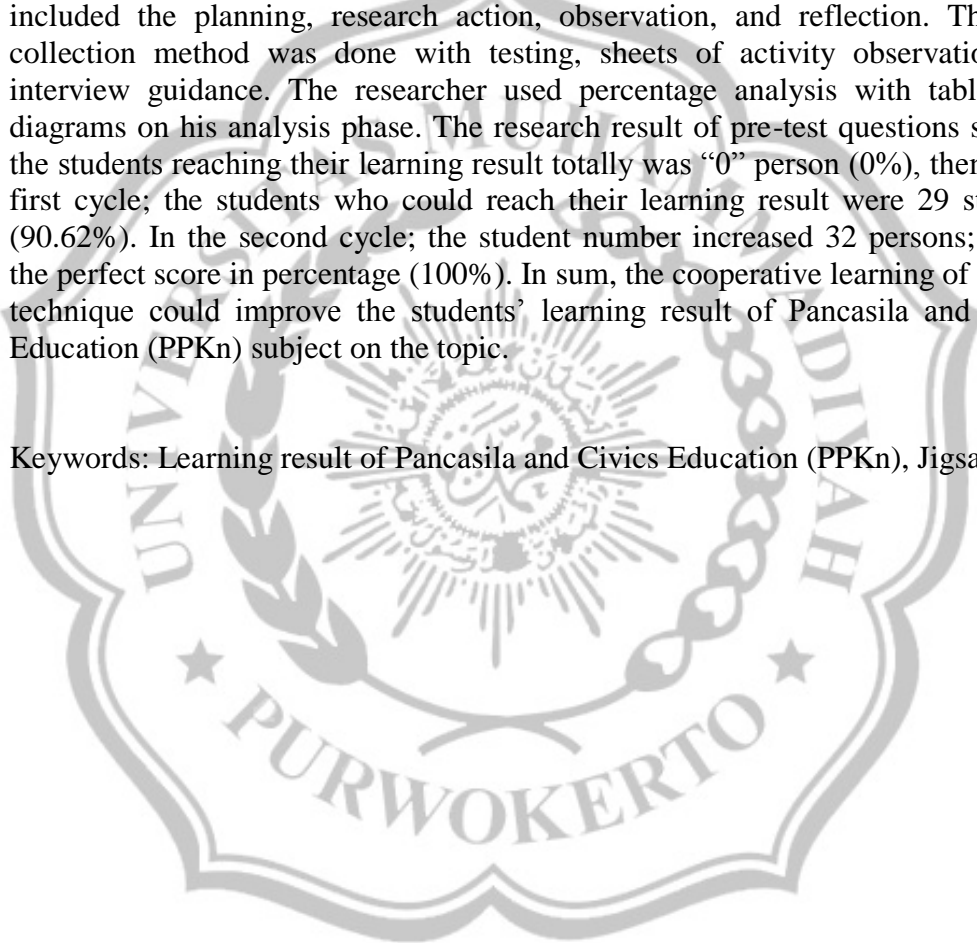 included the planning, research action, observation, and reflection. Th
collection method was done with testing, sheets of activity observatio
interview guidance. The researcher used percentage analysis with tabl
diagrams on his analysis phase. The research result of pre-test questions s
the students reaching their learning result totally was “0” person (0%), ther
first cycle; the students who could reach their learning result were 29 s
(90.62%). In the second cycle; the student number increased 32 persons;
the perfect score in percentage (100%). In sum, the cooperative learning of
technique could improve the students’ learning result of Pancasila and
Education (PPKn) subject on the topic.
Keywords: Learning result of Pancasila and Civics Education (PPKn), Jigsa
UNIVERSITAS MUHAMMADIYAH
PURWOKERTO